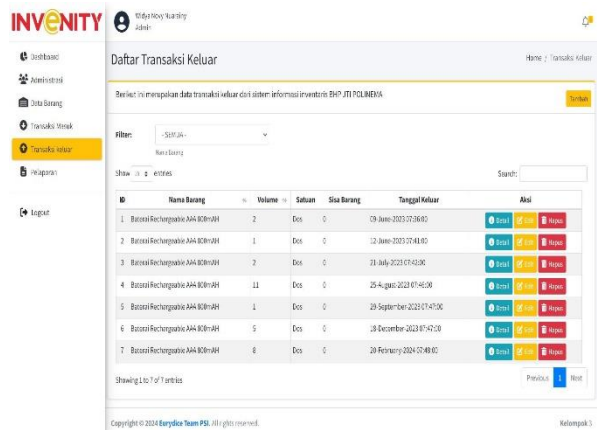 INVENITY
Widya Novy Nuaraing
Admin
Dashboard
Administrasi
Data Barang
Transaksi Masuk
Transaksi Keluar
Pelaporan
Logout
Daftar Transaksi Keluar
Home / Transaksi Keluar
Berikut ini merupakan data transaksi keluar dari sistem informasi inventaris BHP JTI POLINEMA
Tambah
Filter:
- SEMUA -
Nama Barang
Show 10 entries
Search:
ID Nama Barang Volume Satuan Sisa Barang Tanggal Keluar Aksi
1 Baterai Rechargeable AAA 800mAH 2 Dos 0 09-June-2023 07:36:00 Detail Edit Hapus
2 Baterai Rechargeable AAA 800mAH 1 Dos 0 12-June-2023 07:41:00 Detail Edit Hapus
3 Baterai Rechargeable AAA 800mAH 2 Dos 0 21-July-2023 07:42:00 Detail Edit Hapus
4 Baterai Rechargeable AAA 800mAH 11 Dos 0 25-August-2023 07:46:00 Detail Edit Hapus
5 Baterai Rechargeable AAA 800mAH 1 Dos 0 29-September-2023 07:47:00 Detail Edit Hapus
6 Baterai Rechargeable AAA 800mAH 5 Dos 0 18-December-2023 07:47:00 Detail Edit Hapus
7 Baterai Rechargeable AAA 800mAH 8 Dos 0 20-February-2024 07:48:00 Detail Edit Hapus
Showing 1 to 7 of 7 entries
Previous 1 Next
Copyright © 2024 Eurydice Team PSI. All rights reserved.
Kelompok 3